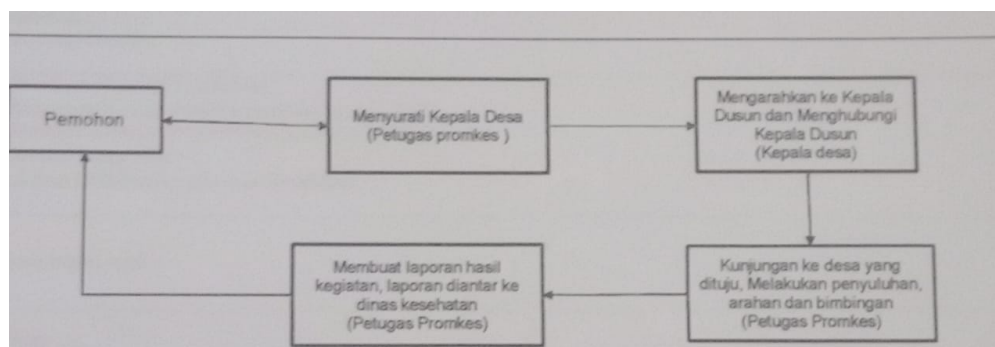 Pemohon
Menyurati Kepala Desa
(Petugas promkes )
Mengarahkan ke Kepala
Dusun dan Menghubungi
Kepala Dusun
(Kepala desa)
Kunjungan ke desa yang
dituju, Melakukan penyuluhan,
arahan dan bimbingan
(Petugas Promkes)
Membuat laporan hasil
kegiatan, laporan diantar ke
dinas kesehatan
(Petugas Promkes)